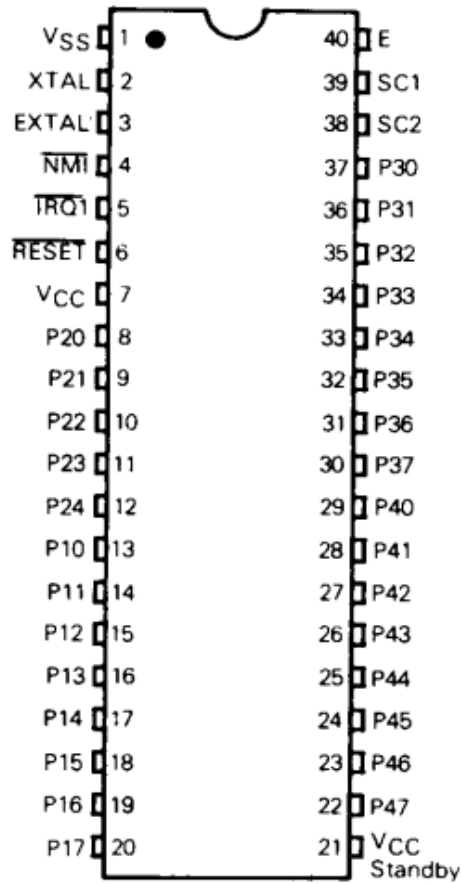 VSS 1 40 E
XTAL 2 39 SC1
EXTAL 3 38 SC2
N̅M̅I̅ 4 37 P30
I̅R̅Q̅1̅ 5 36 P31
R̅E̅S̅E̅T̅ 6 35 P32
VCC 7 34 P33
P20 8 33 P34
P21 9 32 P35
P22 10 31 P36
P23 11 30 P37
P24 12 29 P40
P10 13 28 P41
P11 14 27 P42
P12 15 26 P43
P13 16 25 P44
P14 17 24 P45
P15 18 23 P46
P16 19 22 P47
P17 20 21 VCC
Standby